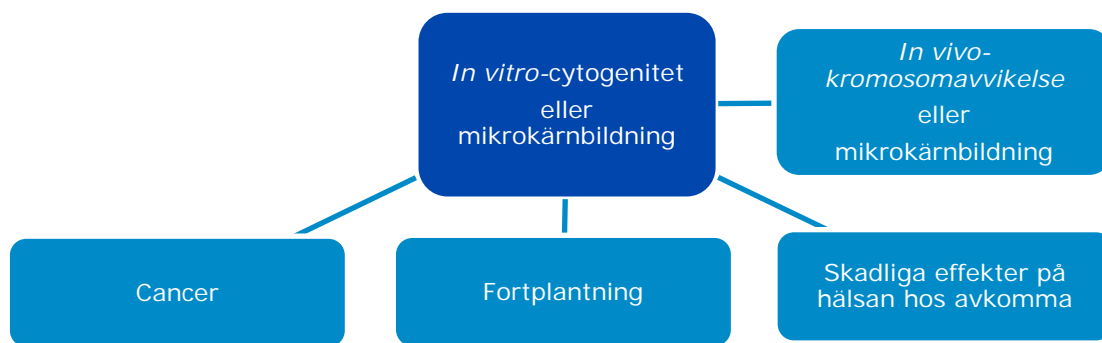 In vitro-cytogenitet
eller
mikrokärnbildning
In vivo-
kromosomavvikelse
eller
mikrokärnbildning
Cancer
Fortplantning
Skadliga effekter på
hälsan hos avkomma